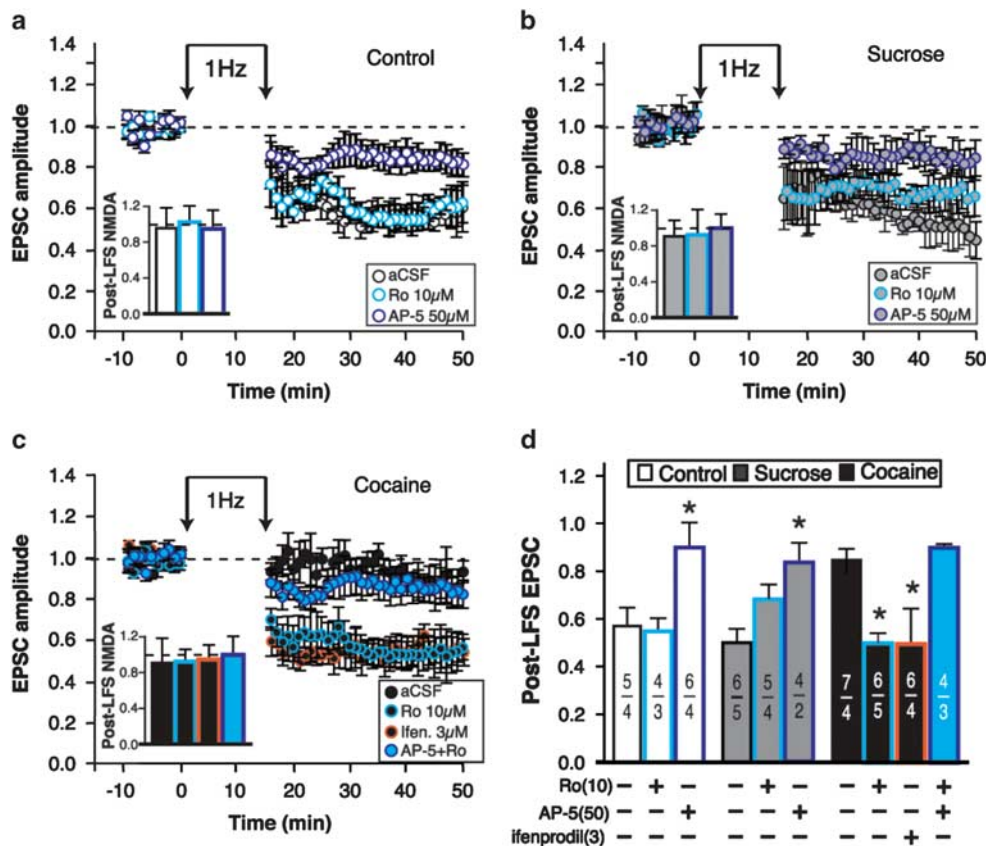 a
Control
1Hz
EPSC amplitude
1.4
1.2
1.0
0.8
0.6
0.4
0.2
0.0
Post-LFS NMDA
1.2
0.8
0.4
0.0
aCSF
Ro 10µM
AP-5 50µM
-10 0 10 20 30 40 50
Time (min)
b
Sucrose
1Hz
EPSC amplitude
1.4
1.2
1.0
0.8
0.6
0.4
0.2
0.0
Post-LFS NMDA
1.2
0.8
0.4
0.0
aCSF
Ro 10µM
AP-5 50µM
-10 0 10 20 30 40 50
Time (min)
c
Cocaine
1Hz
EPSC amplitude
1.4
1.2
1.0
0.8
0.6
0.4
0.2
0.0
Post-LFS NMDA
1.2
0.8
0.4
0.0
aCSF
Ro 10µM
Ifen. 3µM
AP-5+Ro
-10 0 10 20 30 40 50
Time (min)
d
Control Sucrose Cocaine
Post-LFS EPSC
1.2
1.0
0.8
0.6
0.4
0.2
0.0
* * * *
5 4 6 6 5 4 7 6 6 4
4 3 4 5 4 2 4 5 4 3
Ro(10) – + – – + – – + – +
AP-5(50) – – + – – + – – – +
ifenprodil(3) – – – – – – – – + –